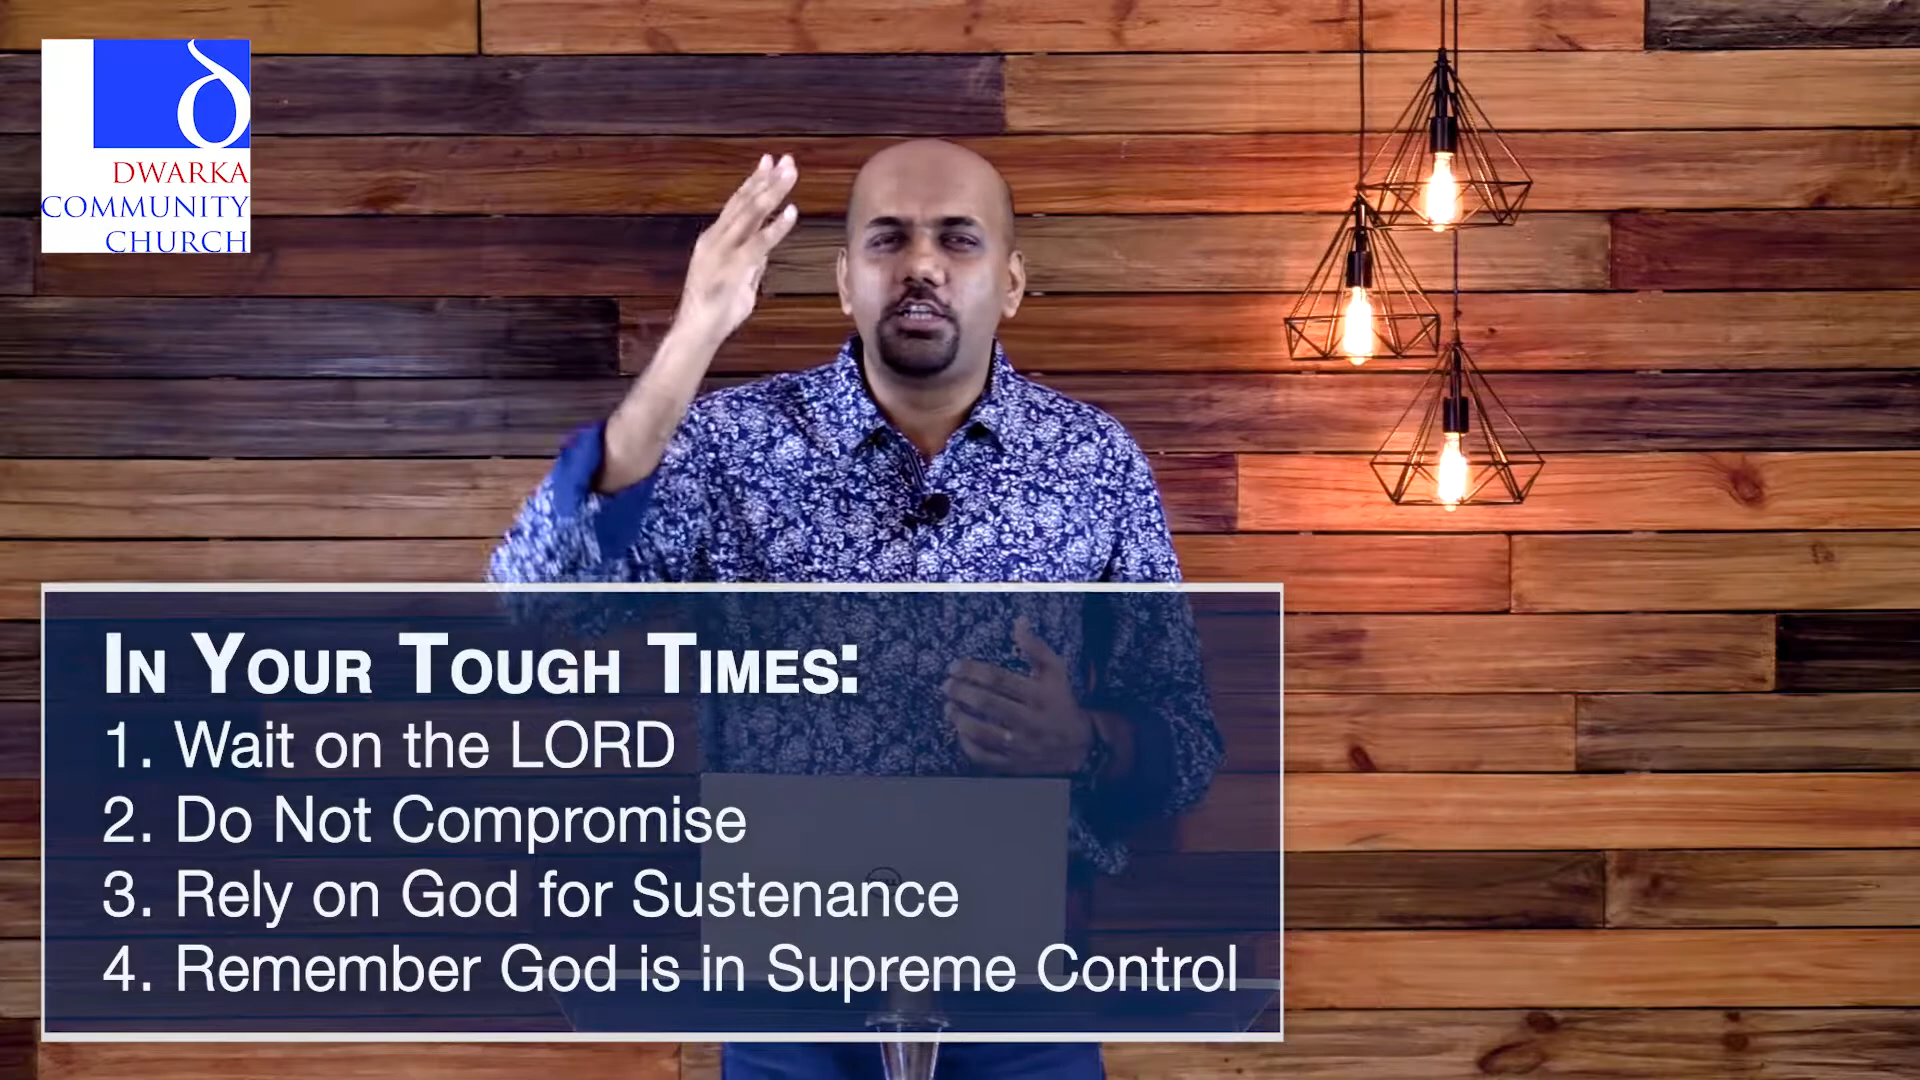 DWARKA
COMMUNITY
CHURCH
IN YOUR TOUGH TIMES:
1. Wait on the LORD
2. Do Not Compromise
3. Rely on God for Sustenance
4. Remember God is in Supreme Control